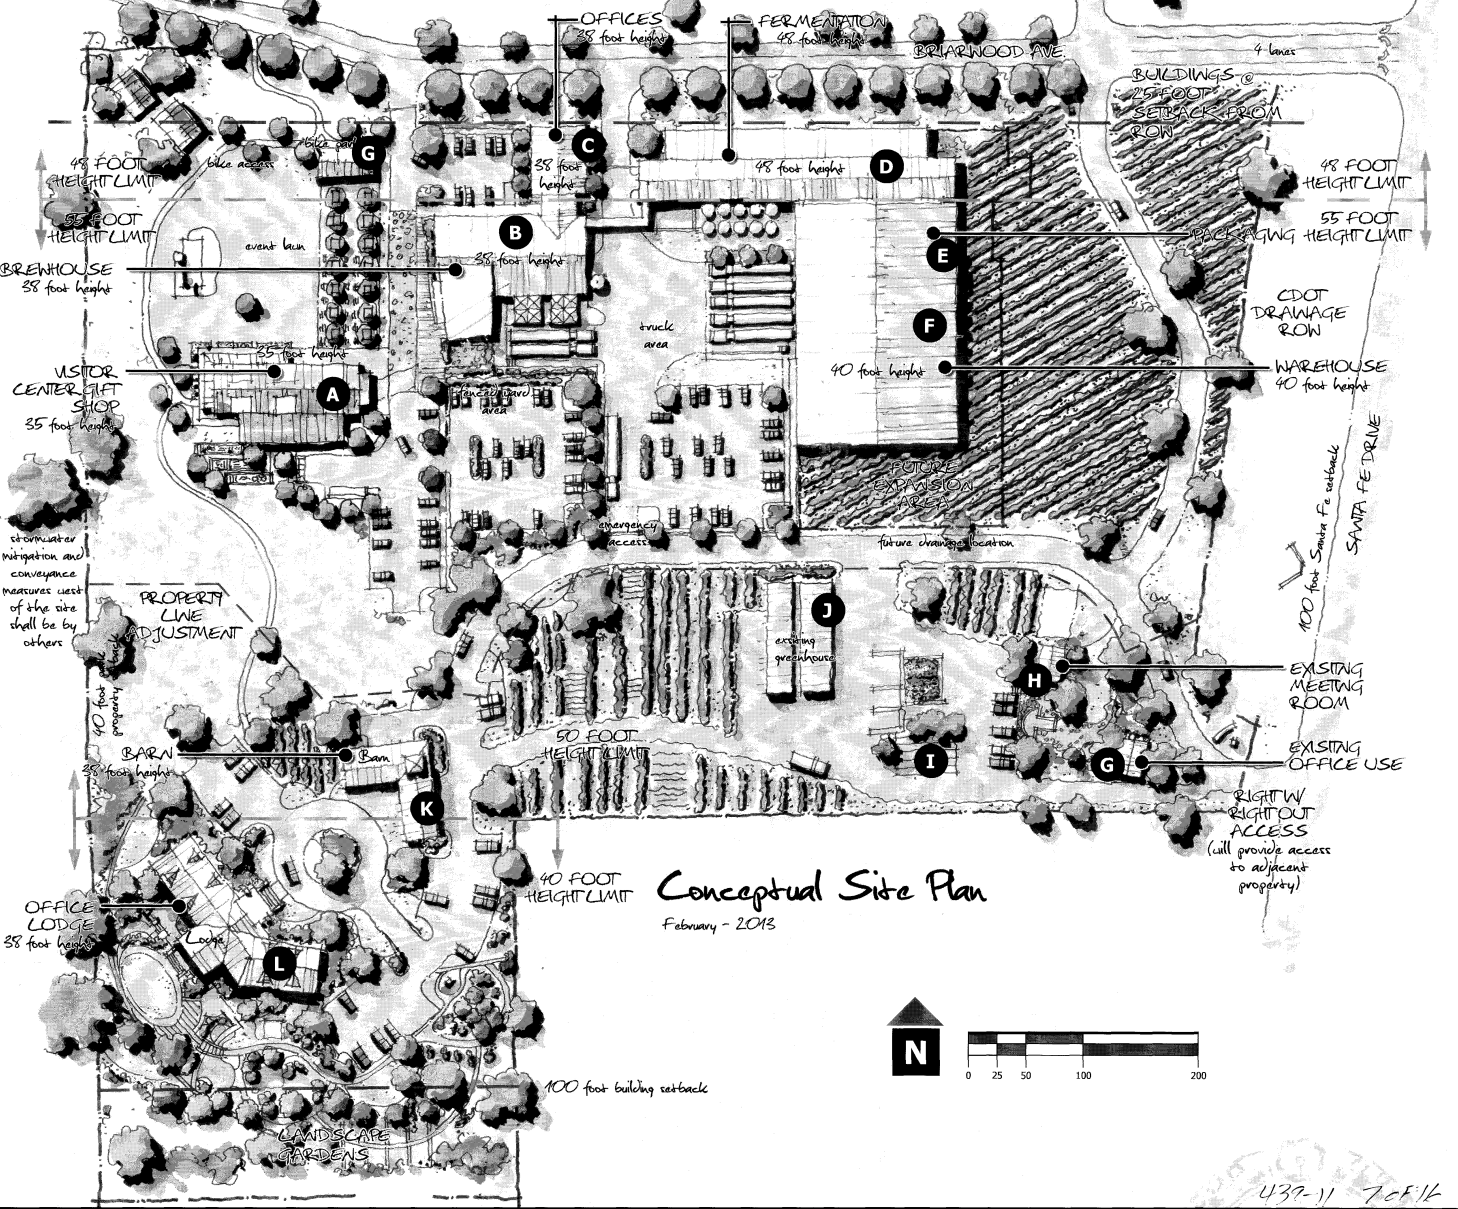 OFFICES
38 foot height
FERMENTATION
48 foot height
BRIARWOOD AVE.
4 lanes
BUILDINGS @
25 FOOT
SETBACK FROM
ROW
bike park
G
bike access
C
38 foot
height
D
48 foot height
48 FOOT
HEIGHT LIMIT
48 FOOT
HEIGHT LIMIT
55 FOOT
HEIGHT LIMIT
55 FOOT
HEIGHT LIMIT
event lawn
B
38 foot height
PACKAGING
E
BREWHOUSE
38 foot height
CDOT
DRAINAGE
ROW
truck
area
F
35 foot height
VISITOR
CENTER GIFT
SHOP
35 foot height
A
40 foot height
WAREHOUSE
40 foot height
fenced yard
area
FUTURE
EXPANSION
AREA
100 foot Santa Fe setback
SANTA FE DRIVE
emergency
access
future drainage location
stormwater
mitigation and
conveyance
measures west
of the site
shall be by
others
PROPERTY
LINE
ADJUSTMENT
40 foot
setback
property
J
existing
greenhouse
H
EXISITNG
MEETING
ROOM
50 FOOT
HEIGHT LIMIT
BARN
38 foot height
Barn
I
G
EXISITNG
OFFICE USE
K
RIGHT W/
RIGHT OUT
ACCESS
(will provide access
to adjacent
property)
40 FOOT
HEIGHT LIMIT
Conceptual Site Plan
February - 2013
OFFICE
LODGE
38 foot height
Lodge
L
N
0 25 50 100 200
100 foot building setback
LANDSCAPE
GARDENS
439-11 7 OF 16